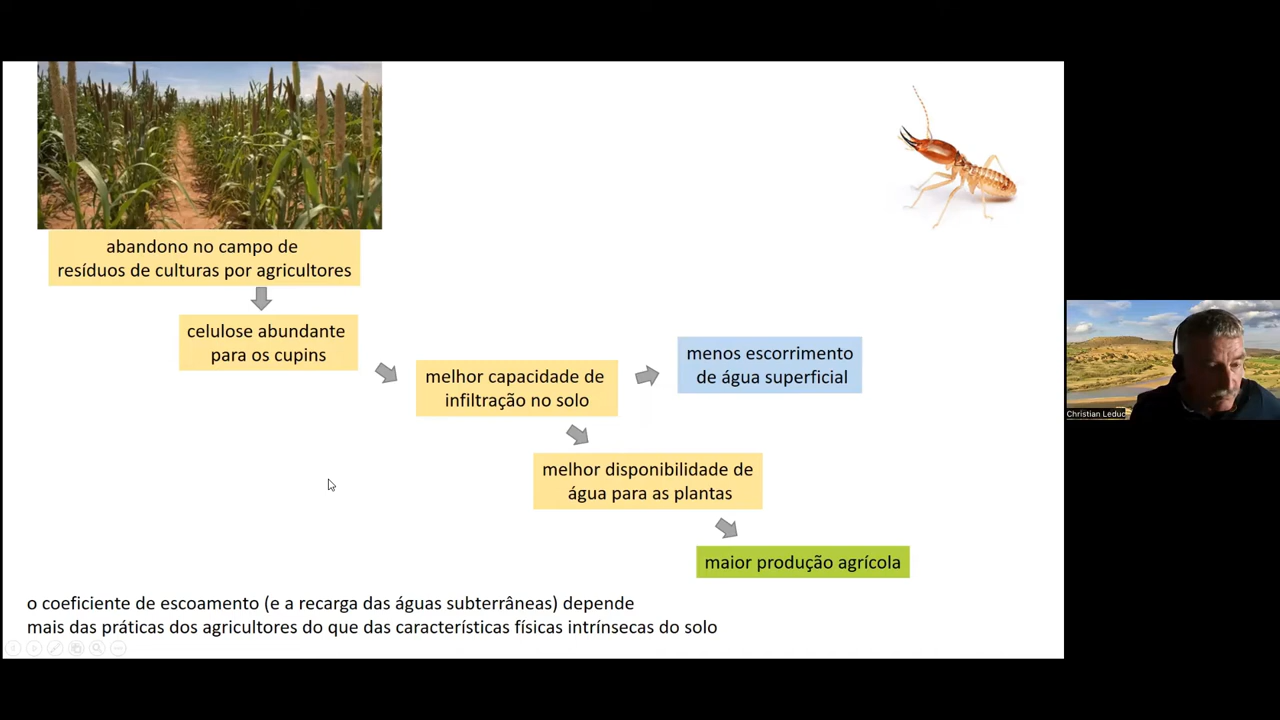 abandono no campo de
resíduos de culturas por agricultores
celulose abundante
para os cupins
melhor capacidade de
infiltração no solo
menos escorrimento
de água superficial
melhor disponibilidade de
água para as plantas
maior produção agrícola
o coeficiente de escoamento (e a recarga das águas subterrâneas) depende
mais das práticas dos agricultores do que das características físicas intrínsecas do solo
Christian Leduc